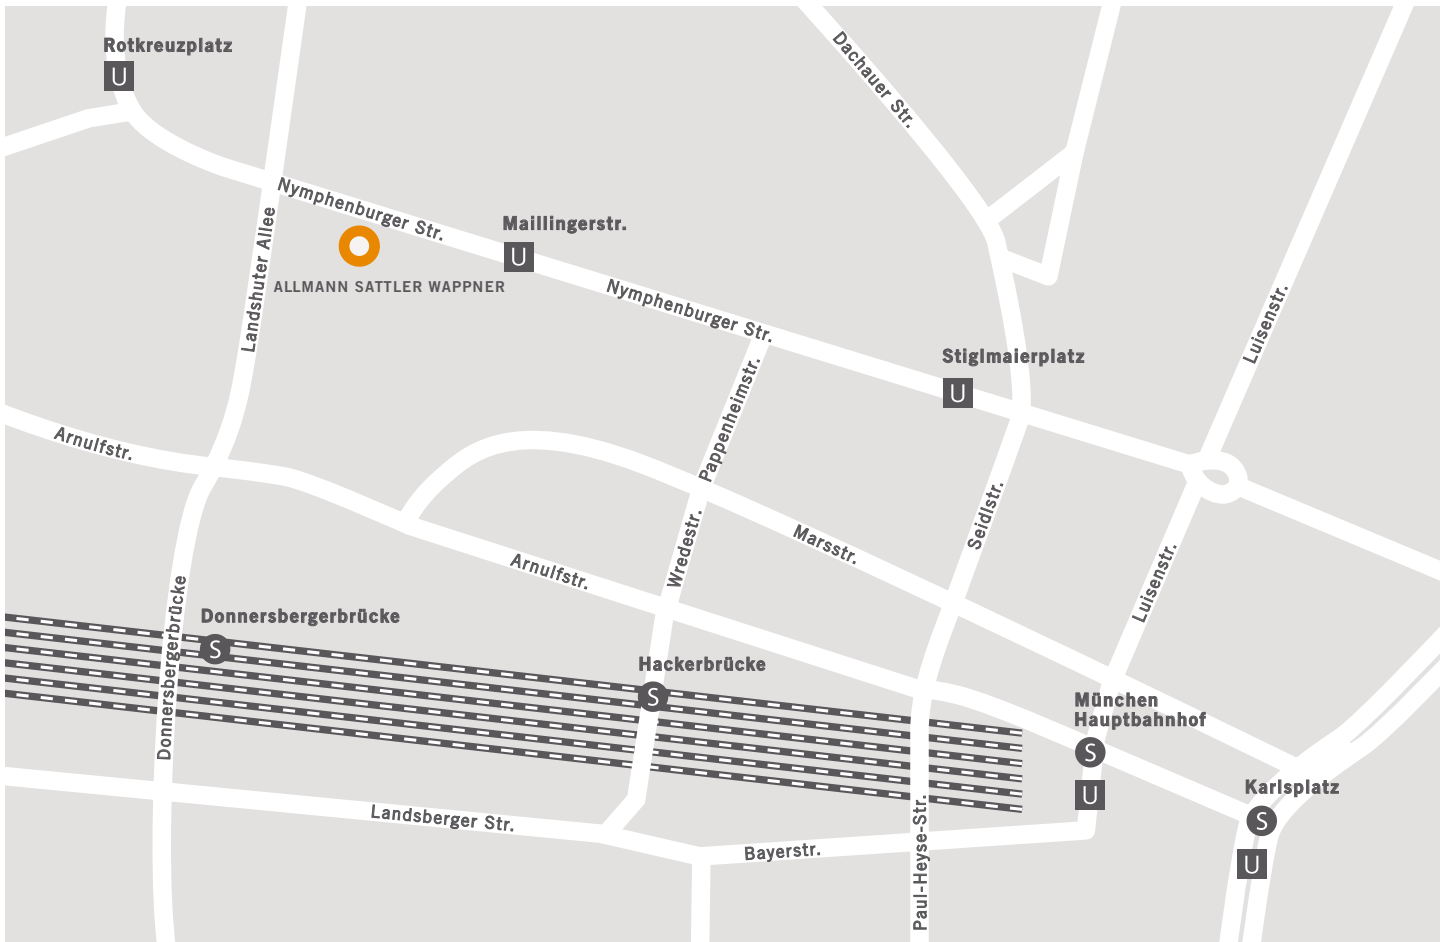 Rotkreuzplatz
U
Dachauer Str.
Nymphenburger Str.
Landshuter Allee
Maillingerstr.
U
ALLMANN SATTLER WAPPNER
Nymphenburger Str.
Luisenstr.
Stiglmaierplatz
U
Pappenheimstr.
Arnulfstr.
Seidlstr.
Wredestr.
Marsstr.
Arnulfstr.
Luisenstr.
Donnersbergerbrücke
Donnersbergerbrücke
S
Hackerbrücke
S
München
Hauptbahnhof
S
U
Karlsplatz
S
U
Landsberger Str.
Bayerstr.
Paul-Heyse-Str.